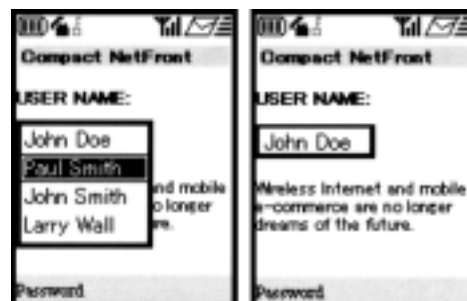 Compact NetFront
USER NAME:
John Doe
Paul Smith
John Smith
Larry Wall
nd mobile
o longer
re.
Password
Compact NetFront
USER NAME:
John Doe
Wireless Internet and mobile
e-commerce are no longer
dreams of the future.
Password